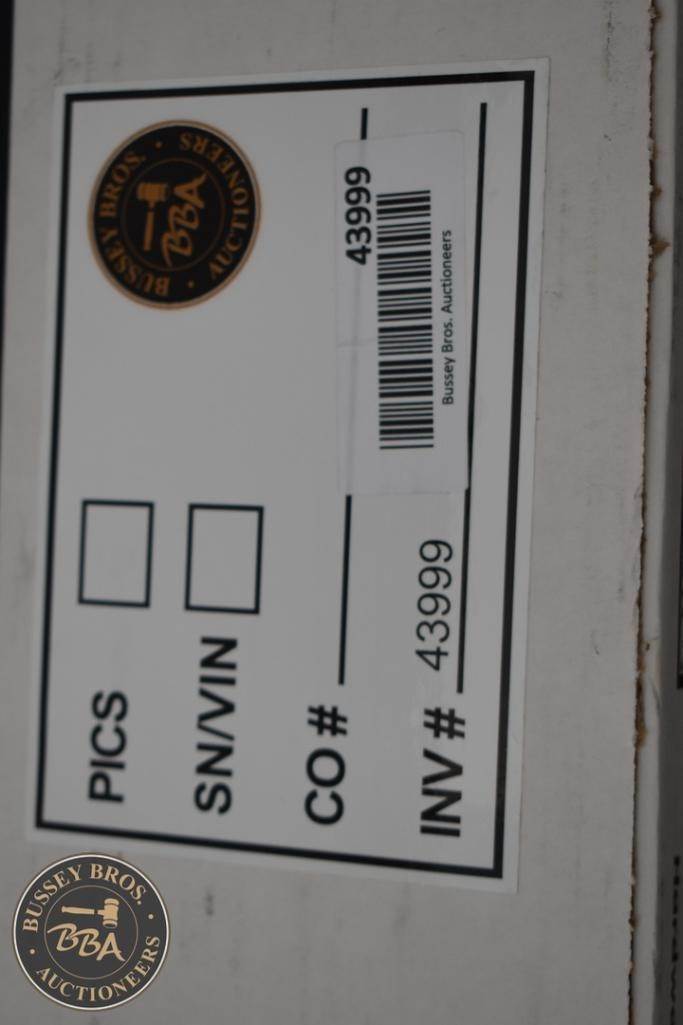 PICS
SN/VIN
CO #
INV # 43999
43999
Bussey Bros. Auctioneers
BUSSEY BROS.
BBA
AUCTIONEERS
BUSSEY BROS.
BBA
AUCTIONEERS